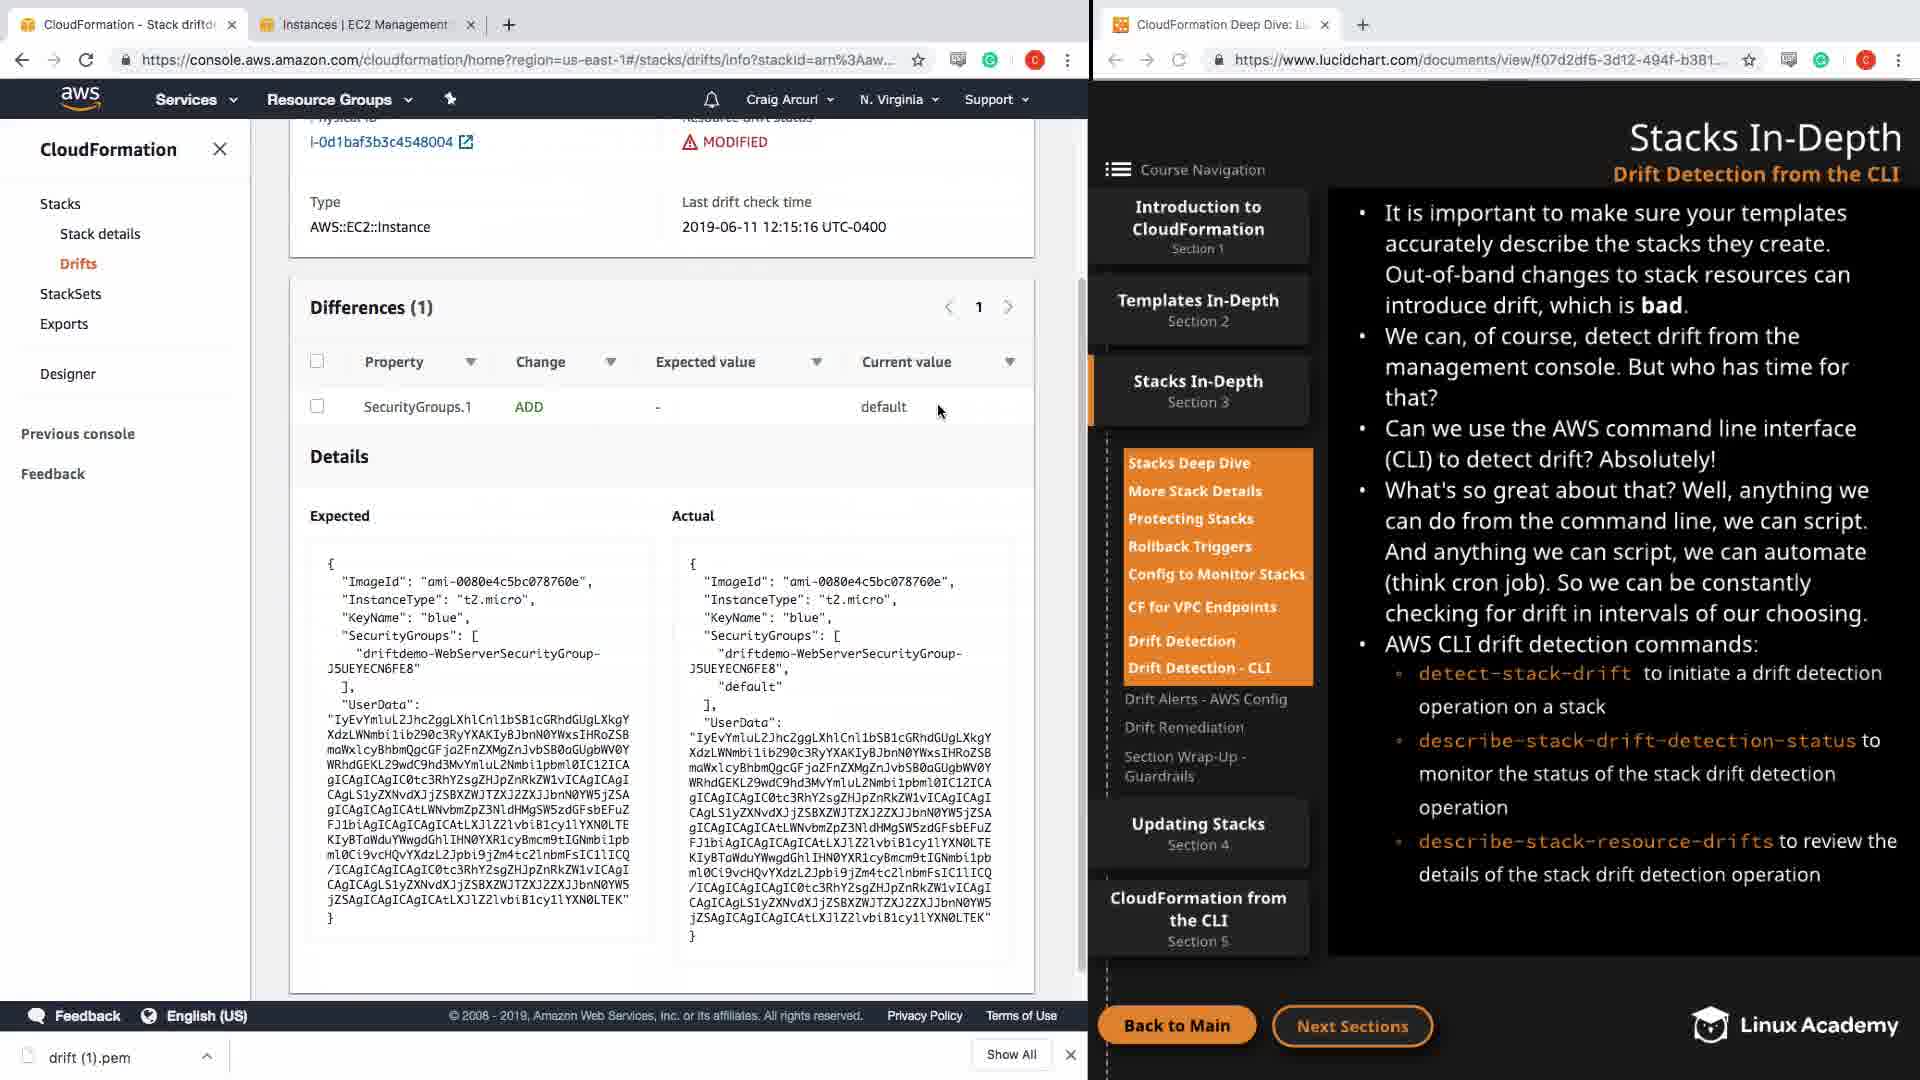 CloudFormation - Stack driftde
Instances | EC2 Management
https://console.aws.amazon.com/cloudformation/home?region=us-east-1#/stacks/drifts/info?stackid=arn%3Aaw...
aws
Services
Resource Groups
Craig Arcuri
N. Virginia
Support
CloudFormation
Stacks
Stack details
Drifts
StackSets
Exports
Designer
Previous console
Feedback
Physical ID
Resource drift status
i-0d1baf3b3c4548004
MODIFIED
Type
Last drift check time
AWS::EC2::Instance
2019-06-11 12:15:16 UTC-0400
Differences (1)
1
Property
Change
Expected value
Current value
SecurityGroups.1
ADD
-
default
Details
Expected
{
"ImageId": "ami-0080e4c5bc078760e",
"InstanceType": "t2.micro",
"KeyName": "blue",
"SecurityGroups": [
"driftdemo-WebServerSecurityGroup-
J5UEYECN6FE8"
],
"UserData":
}
Actual
{
"ImageId": "ami-0080e4c5bc078760e",
"InstanceType": "t2.micro",
"KeyName": "blue",
"SecurityGroups": [
"driftdemo-WebServerSecurityGroup-
J5UEYECN6FE8",
"default"
],
"UserData":
}
Feedback
English (US)
© 2008 - 2019, Amazon Web Services, Inc. or its affiliates. All rights reserved.
Privacy Policy
Terms of Use
drift (1).pem
Show All
CloudFormation Deep Dive: Lu
https://www.lucidchart.com/documents/view/f07d2df5-3d12-494f-b381...
C
C
Stacks In-Depth
Drift Detection from the CLI
Course Navigation
Introduction to
CloudFormation
Section 1
Templates In-Depth
Section 2
Stacks In-Depth
Section 3
Stacks Deep Dive
More Stack Details
Protecting Stacks
Rollback Triggers
Config to Monitor Stacks
CF for VPC Endpoints
Drift Detection
Drift Detection - CLI
Drift Alerts - AWS Config
Drift Remediation
Section Wrap-Up -
Guardrails
Updating Stacks
Section 4
CloudFormation from
the CLI
Section 5
• It is important to make sure your templates
accurately describe the stacks they create.
Out-of-band changes to stack resources can
introduce drift, which is bad.
• We can, of course, detect drift from the
management console. But who has time for
that?
• Can we use the AWS command line interface
(CLI) to detect drift? Absolutely!
• What's so great about that? Well, anything we
can do from the command line, we can script.
And anything we can script, we can automate
(think cron job). So we can be constantly
checking for drift in intervals of our choosing.
• AWS CLI drift detection commands:
◦ detect-stack-drift to initiate a drift detection
operation on a stack
◦ describe-stack-drift-detection-status to
monitor the status of the stack drift detection
operation
◦ describe-stack-resource-drifts to review the
details of the stack drift detection operation
Back to Main
Next Sections
Linux Academy